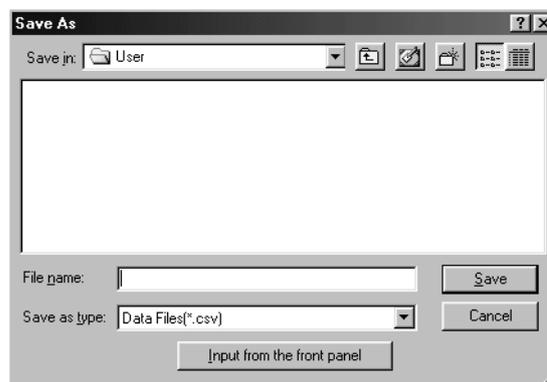 Save As
Save in: User
File name:
Save
Save as type: Data Files(*.csv)
Cancel
Input from the front panel